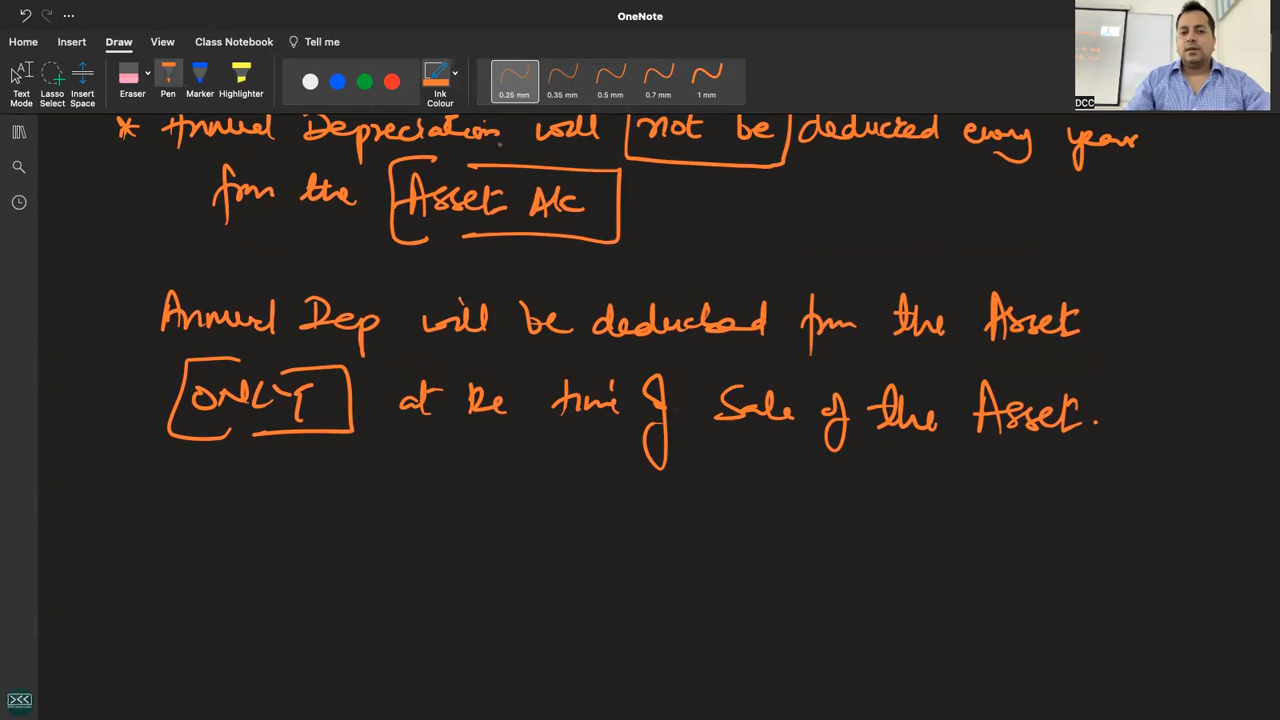 OneNote
Home Insert Draw View Class Notebook Tell me
Text Mode Lasso Select Insert Space Eraser Pen Marker Highlighter Ink Colour 0.25 mm 0.35 mm 0.5 mm 0.7 mm 1 mm
DCC
* Annual Depreciation will not be deducted every year
from the Asset A/c
Annual Dep will be deducted from the Asset
ONLY at the time of Sale of the Asset.